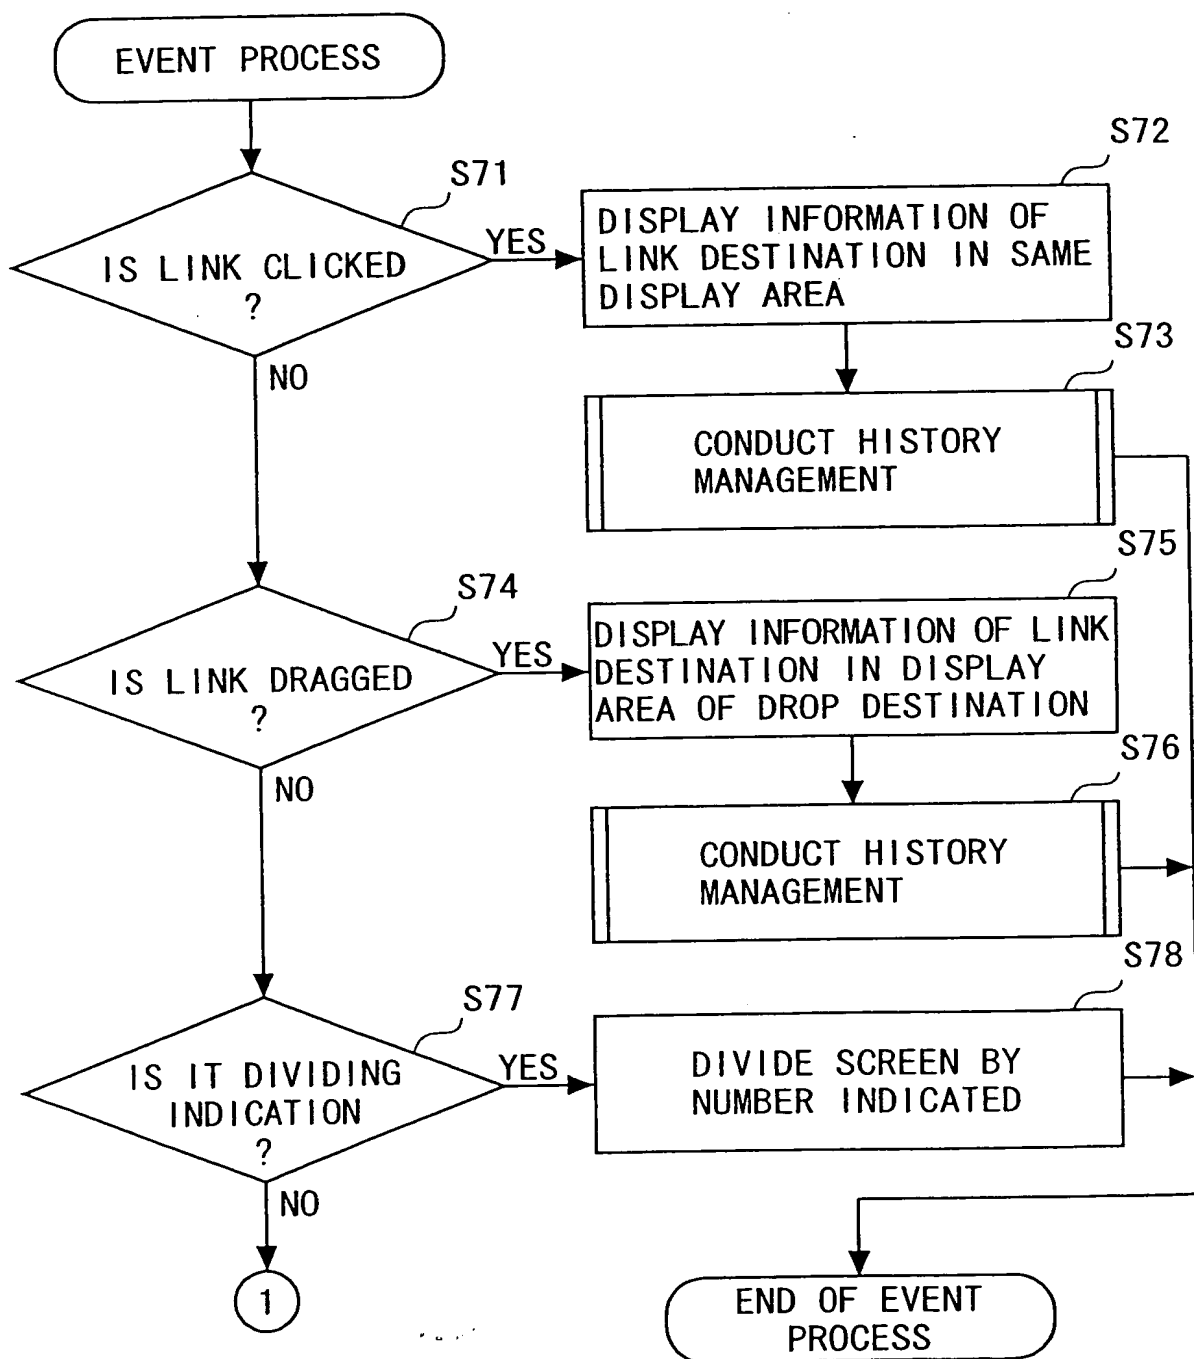 EVENT PROCESS
S71
IS LINK CLICKED
?
YES
NO
S72
DISPLAY INFORMATION OF
LINK DESTINATION IN SAME
DISPLAY AREA
S73
CONDUCT HISTORY
MANAGEMENT
S74
IS LINK DRAGGED
?
YES
NO
S75
DISPLAY INFORMATION OF LINK
DESTINATION IN DISPLAY
AREA OF DROP DESTINATION
S76
CONDUCT HISTORY
MANAGEMENT
S77
IS IT DIVIDING
INDICATION
?
YES
NO
S78
DIVIDE SCREEN BY
NUMBER INDICATED
1
END OF EVENT
PROCESS